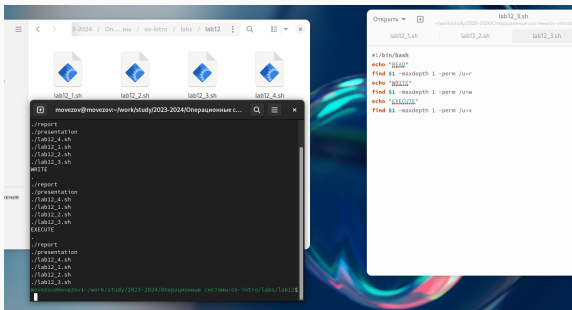 3-2024 / Оп... мы / os-intro / labs / lab12
lab12_1.sh
lab12_2.sh
lab12_3.sh
lab12_4.sh
movezov@movezov:~/work/study/2023-2024/Операционные с...
./report
./presentation
./lab12_4.sh
./lab12_1.sh
./lab12_2.sh
./lab12_3.sh
WRITE
.
./report
./presentation
./lab12_4.sh
./lab12_1.sh
./lab12_2.sh
./lab12_3.sh
EXECUTE
.
./report
./presentation
./lab12_4.sh
./lab12_1.sh
./lab12_2.sh
./lab12_3.sh
movezov@movezov:~/work/study/2023-2024/Операционные системы/os-intro/labs/lab12$
Открыть
lab12_3.sh
~/work/study/2023-2024/Операционные системы/os-intro/l
lab12_1.sh
lab12_2.sh
lab12_3.sh
#!/bin/bash
echo "READ"
find $1 -maxdepth 1 -perm /u=r
echo "WRITE"
find $1 -maxdepth 1 -perm /u=w
echo "EXECUTE"
find $1 -maxdepth 1 -perm /u=x